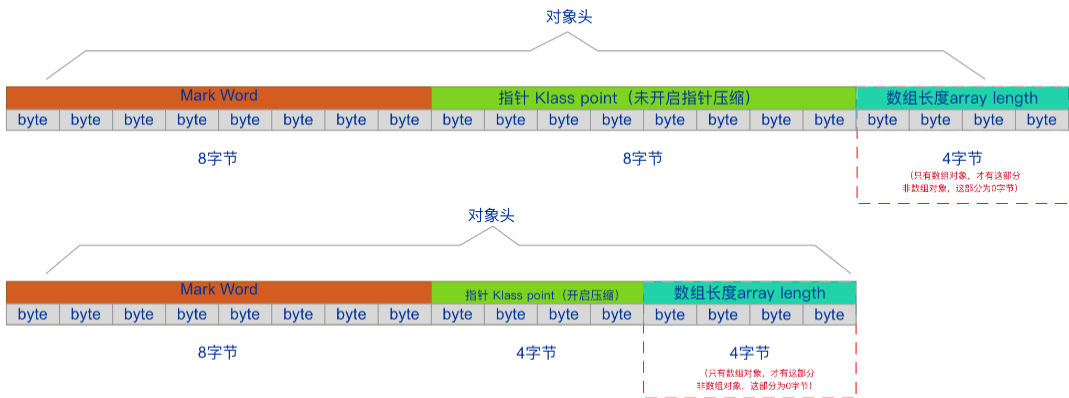 对象头
Mark Word 指针 Klass point（未开启指针压缩） 数组长度array length
byte byte byte byte byte byte byte byte byte byte byte byte byte byte byte byte byte byte byte byte
8字节 8字节 4字节
（只有数组对象，才有这部分
非数组对象，这部分为0字节）
对象头
Mark Word 指针 Klass point（开启压缩） 数组长度array length
byte byte byte byte byte byte byte byte byte byte byte byte byte byte byte byte
8字节 4字节 4字节
（只有数组对象，才有这部分
非数组对象，这部分为0字节）